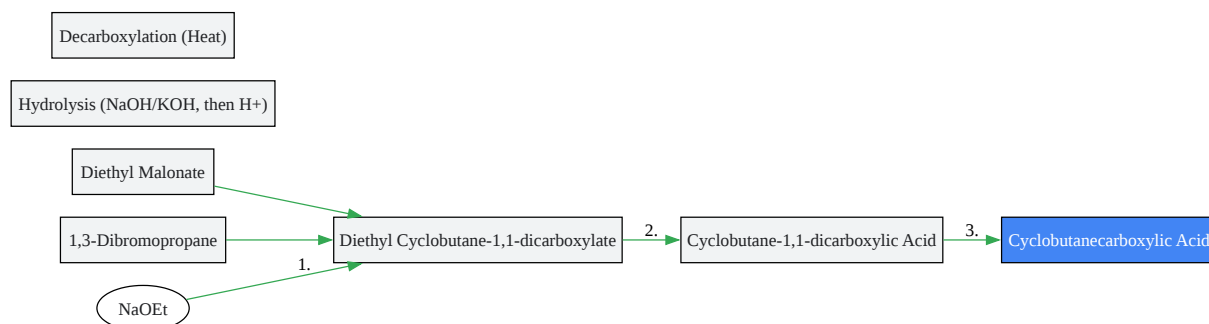 Decarboxylation (Heat)
Hydrolysis (NaOH/KOH, then H+)
Diethyl Malonate
1,3-Dibromopropane
NaOEt
1.
Diethyl Cyclobutane-1,1-dicarboxylate
2.
Cyclobutane-1,1-dicarboxylic Acid
3.
Cyclobutanecarboxylic Acid